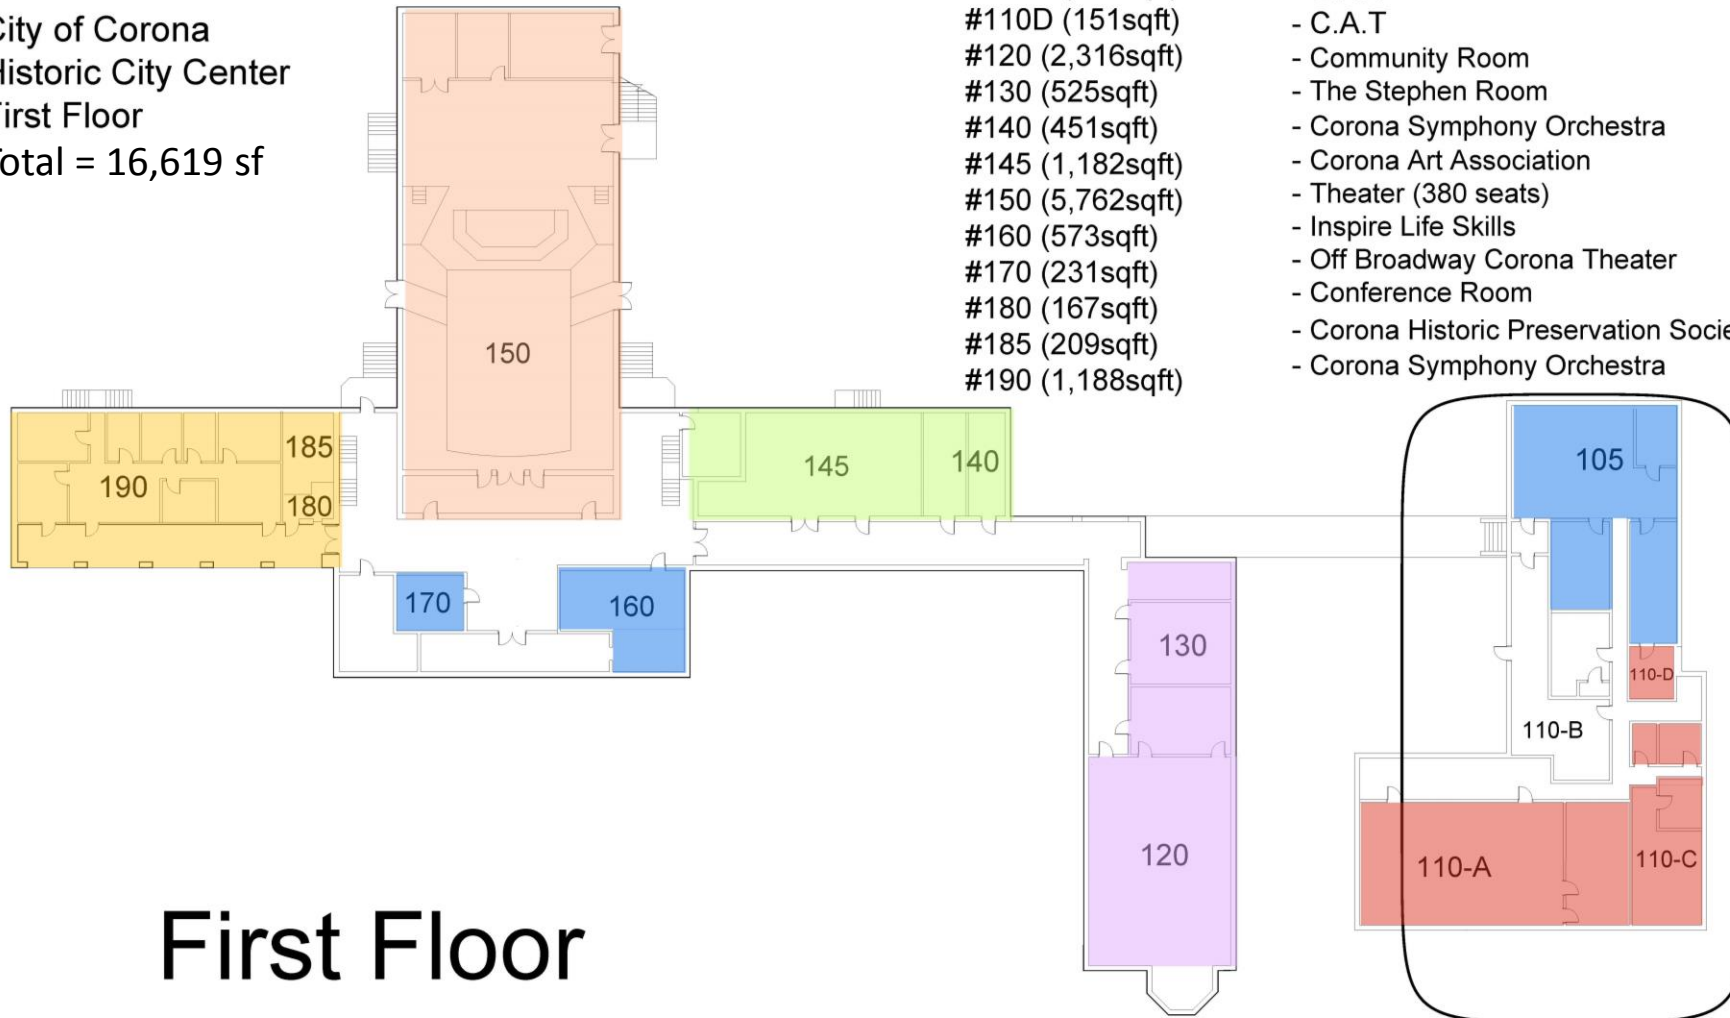 ity of Corona
istoric City Center
irst Floor
otal = 16,619 sf
#110D (151sqft) - C.A.T
#120 (2,316sqft) - Community Room
#130 (525sqft) - The Stephen Room
#140 (451sqft) - Corona Symphony Orchestra
#145 (1,182sqft) - Corona Art Association
#150 (5,762sqft) - Theater (380 seats)
#160 (573sqft) - Inspire Life Skills
#170 (231sqft) - Off Broadway Corona Theater
#180 (167sqft) - Conference Room
#185 (209sqft) - Corona Historic Preservation Socie
#190 (1,188sqft) - Corona Symphony Orchestra
150
185
190
180
145
140
105
170
160
130
110-D
110-B
120
110-A
110-C
First Floor